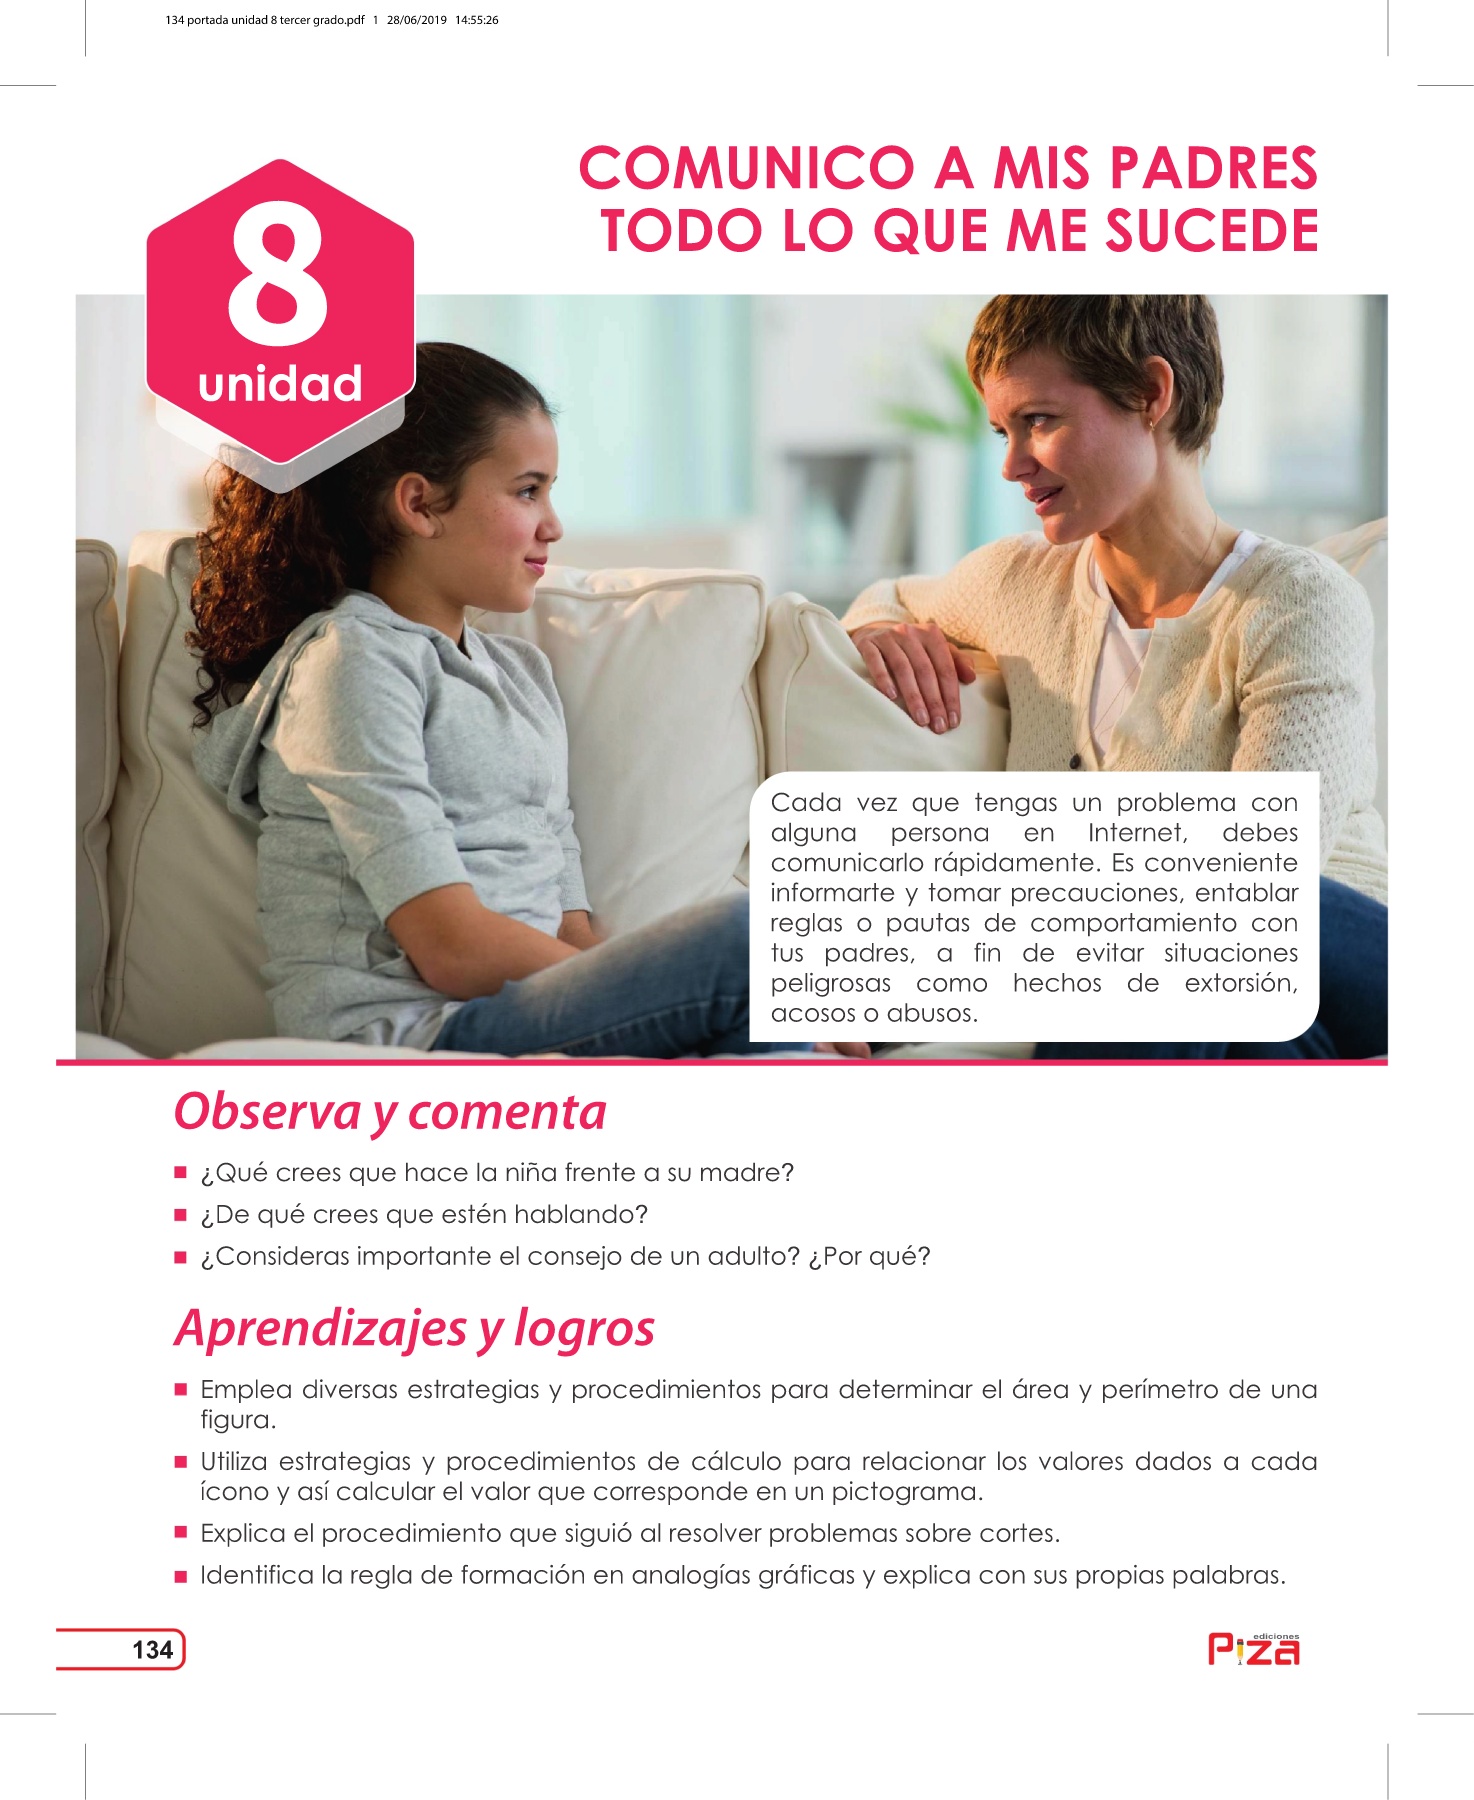 134 portada unidad 8 tercer grado.pdf 1 28/06/2019 14:55:26
COMUNICO A MIS PADRES
TODO LO QUE ME SUCEDE
8
unidad
Cada vez que tengas un problema con
alguna persona en Internet, debes
comunicarlo rápidamente. Es conveniente
informarte y tomar precauciones, entablar
reglas o pautas de comportamiento con
tus padres, a fin de evitar situaciones
peligrosas como hechos de extorsión,
acosos o abusos.
Observa y comenta
¿Qué crees que hace la niña frente a su madre?
¿De qué crees que estén hablando?
¿Consideras importante el consejo de un adulto? ¿Por qué?
Aprendizajes y logros
Emplea diversas estrategias y procedimientos para determinar el área y perímetro de una
figura.
Utiliza estrategias y procedimientos de cálculo para relacionar los valores dados a cada
ícono y así calcular el valor que corresponde en un pictograma.
Explica el procedimiento que siguió al resolver problemas sobre cortes.
Identifica la regla de formación en analogías gráficas y explica con sus propias palabras.
134
ediciones
Piza